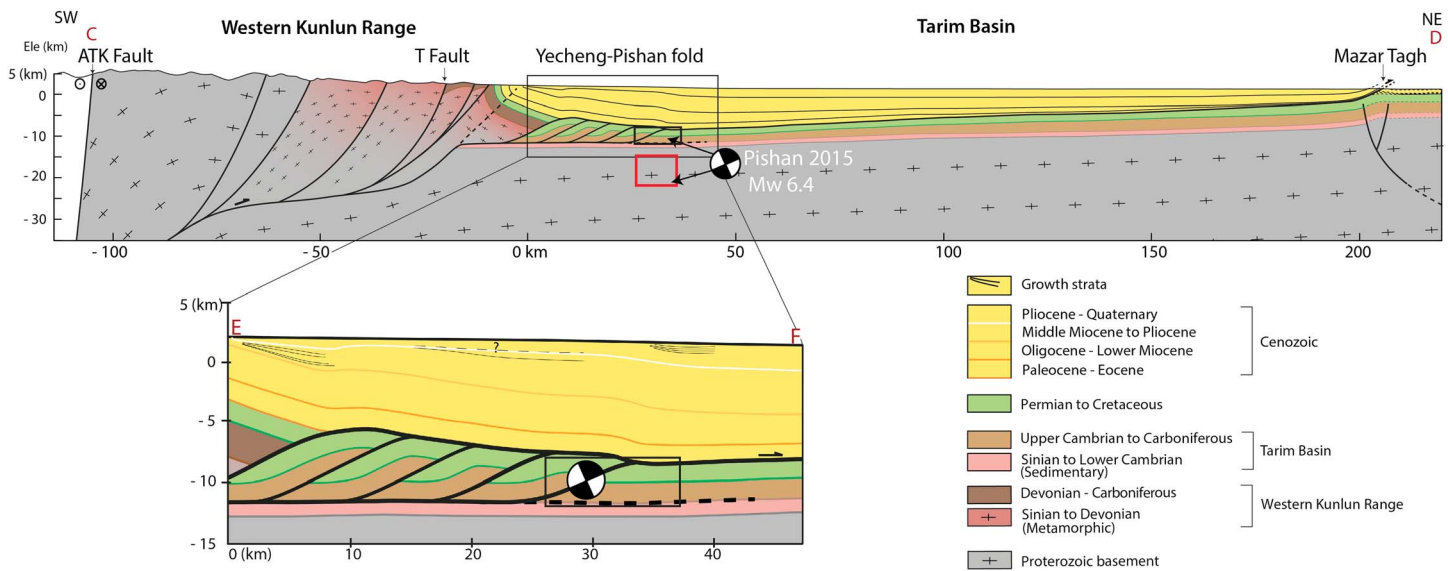 SW
Western Kunlun Range
Tarim Basin
NE
C
D
Ele (km)
ATK Fault
T Fault
Yecheng-Pishan fold
Mazar Tagh
5 (km)
0
-10
-20
-30
Pishan 2015
Mw 6.4
- 100
- 50
0 km
50
100
150
200
5 (km)
E
F
?
0
- 5
- 10
- 15
0 (km)
10
20
30
40
Growth strata
Pliocene - Quaternary
Middle Miocene to Pliocene
Oligocene - Lower Miocene
Paleocene - Eocene
Cenozoic
Permian to Cretaceous
Upper Cambrian to Carboniferous
Sinian to Lower Cambrian
(Sedimentary)
Tarim Basin
Devonian - Carboniferous
Sinian to Devonian
(Metamorphic)
Western Kunlun Range
Proterozoic basement